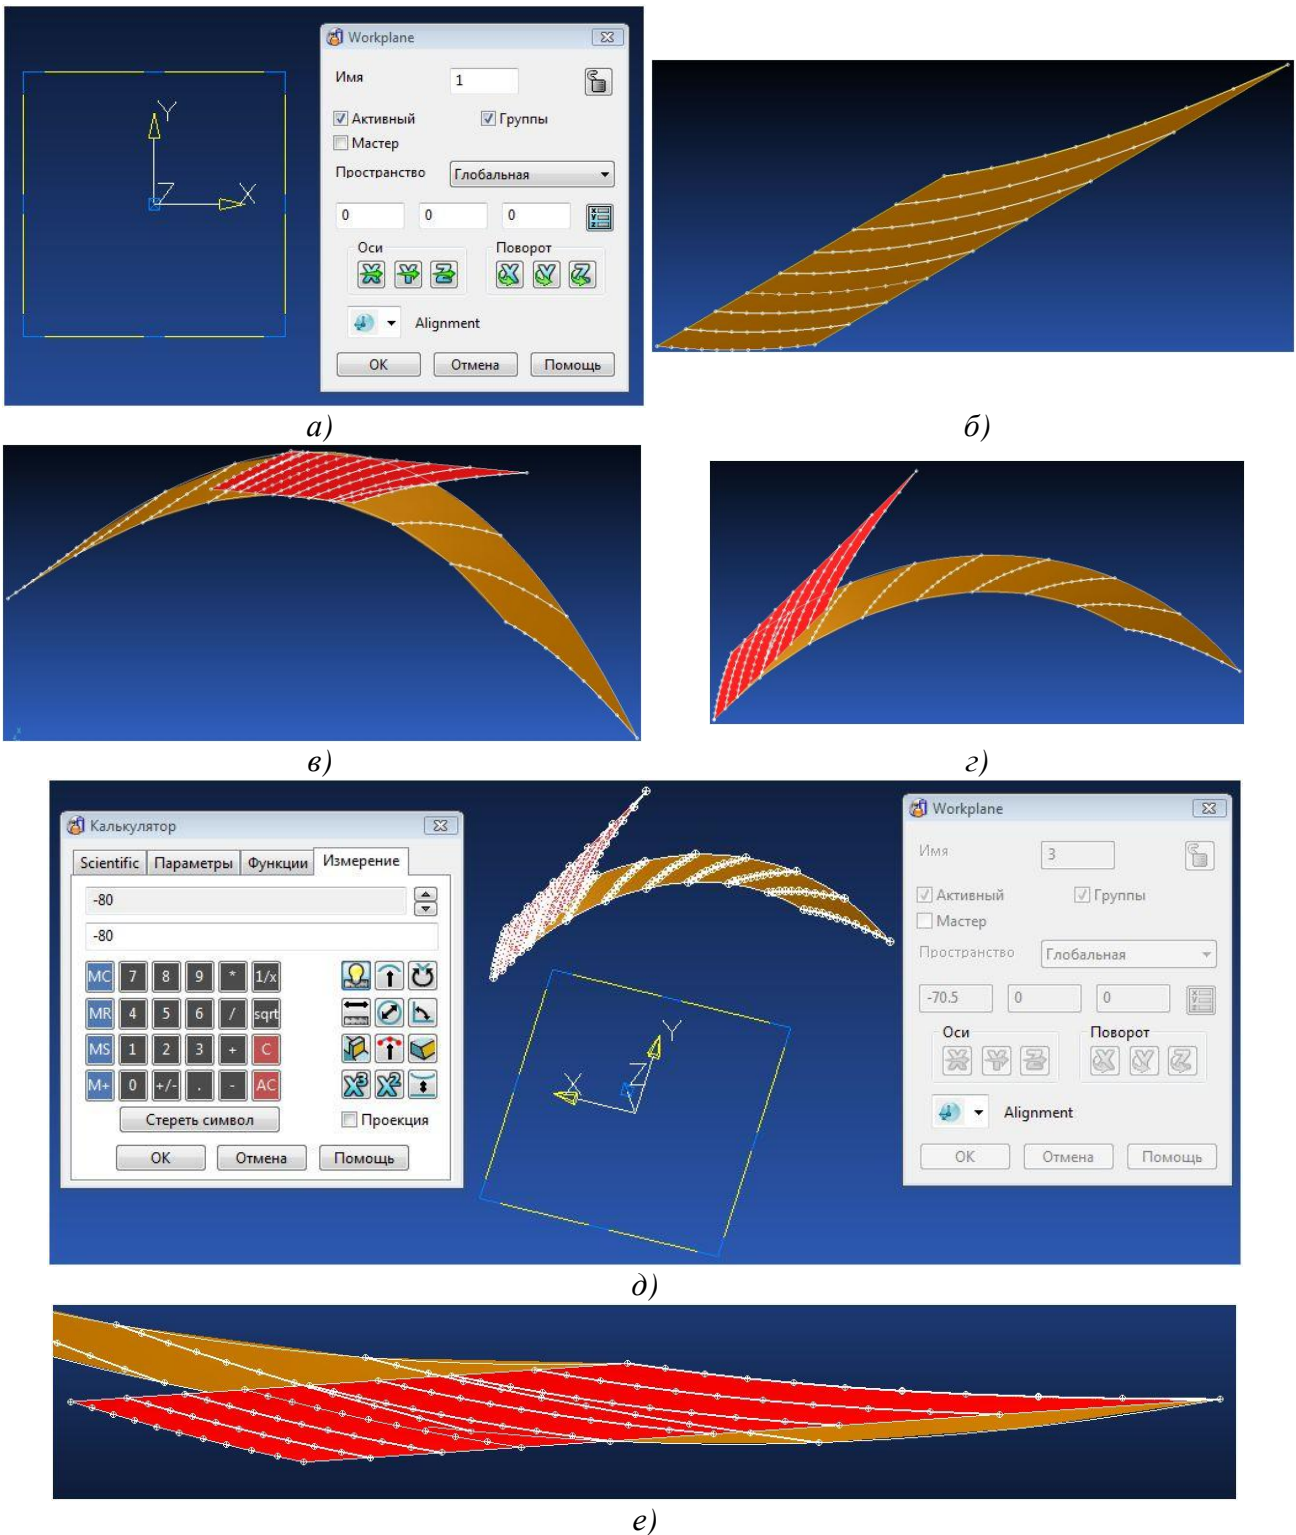 Workplane
Имя
1
Активный
Группы
Мастер
Пространство
Глобальная
0
0
0
Оси
Поворот
X
Y
Z
X
Y
Z
Alignment
OK
Отмена
Помощь
Y
Z
X
а)
б)
в)
г)
Калькулятор
Scientific
Параметры
Функции
Измерение
-80
-80
MC 7 8 9 * 1/x
MR 4 5 6 / sqrt
MS 1 2 3 + C
M+ 0 +/- . - AC
Стереть символ
Проекция
OK
Отмена
Помощь
Y
Z
X
Workplane
Имя
3
Активный
Группы
Мастер
Пространство
Глобальная
-70.5
0
0
Оси
Поворот
X
Y
Z
X
Y
Z
Alignment
OK
Отмена
Помощь
д)
е)